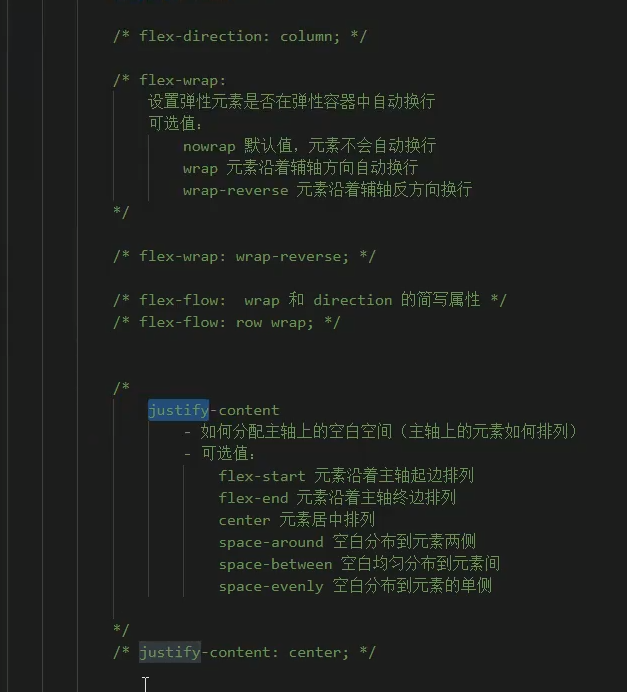 /* flex-direction: column; */
/* flex-wrap:
设置弹性元素是否在弹性容器中自动换行
可选值：
nowrap 默认值，元素不会自动换行
wrap 元素沿着辅轴方向自动换行
wrap-reverse 元素沿着辅轴反方向换行
*/
/* flex-wrap: wrap-reverse; */
/* flex-flow:  wrap 和 direction 的简写属性 */
/* flex-flow: row wrap; */
/*
justify-content
- 如何分配主轴上的空白空间（主轴上的元素如何排列）
- 可选值：
flex-start 元素沿着主轴起边排列
flex-end 元素沿着主轴终边排列
center 元素居中排列
space-around 空白分布到元素两侧
space-between 空白均匀分布到元素间
space-evenly 空白分布到元素的单侧
*/
/* justify-content: center; */